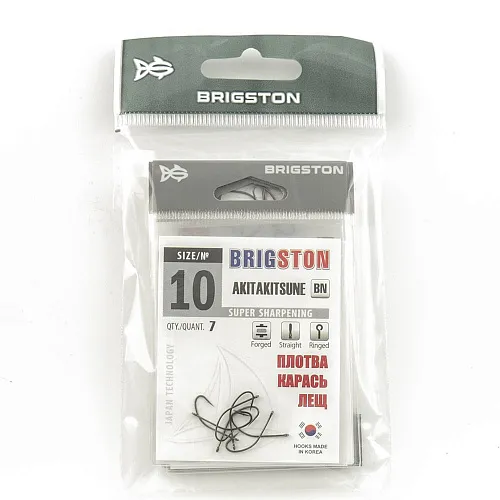 BRIGSTON
BRIGSTON
SIZE/№
10
QTY./QUANT. 7
BRIGSTON
AKITAKITSUNE BN
SUPER SHARPENING
Forged Straight Ringed
JAPAN TECHNOLOGY
ПЛОТВА
КАРАСЬ
ЛЕЩ
HOOKS MADE
IN KOREA